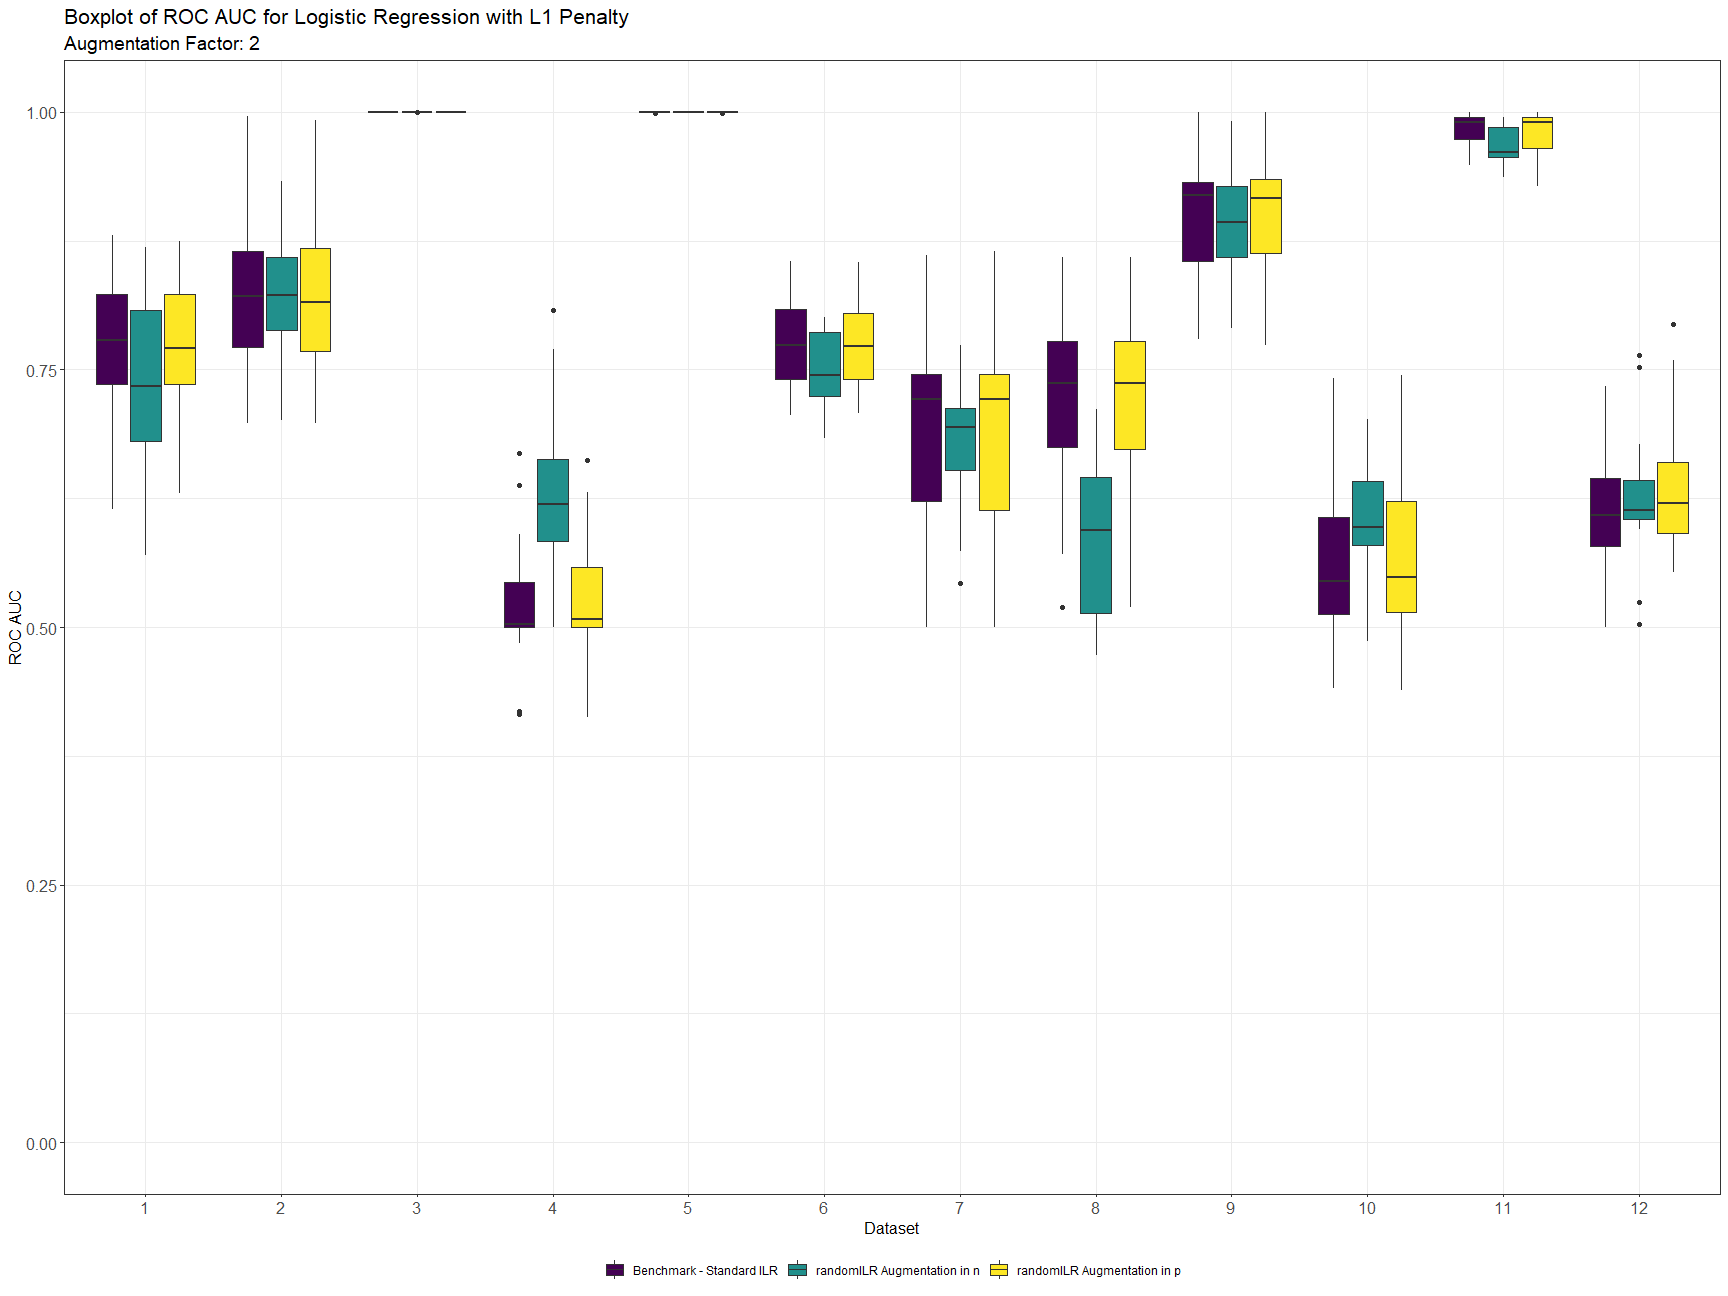 Boxplot of ROC AUC for Logistic Regression with L1 Penalty
Augmentation Factor: 2
ROC AUC
1.00
0.75
0.50
0.25
0.00
1 2 3 4 5 6 7 8 9 10 11 12
Dataset
Benchmark - Standard ILR randomILR Augmentation in n randomILR Augmentation in p